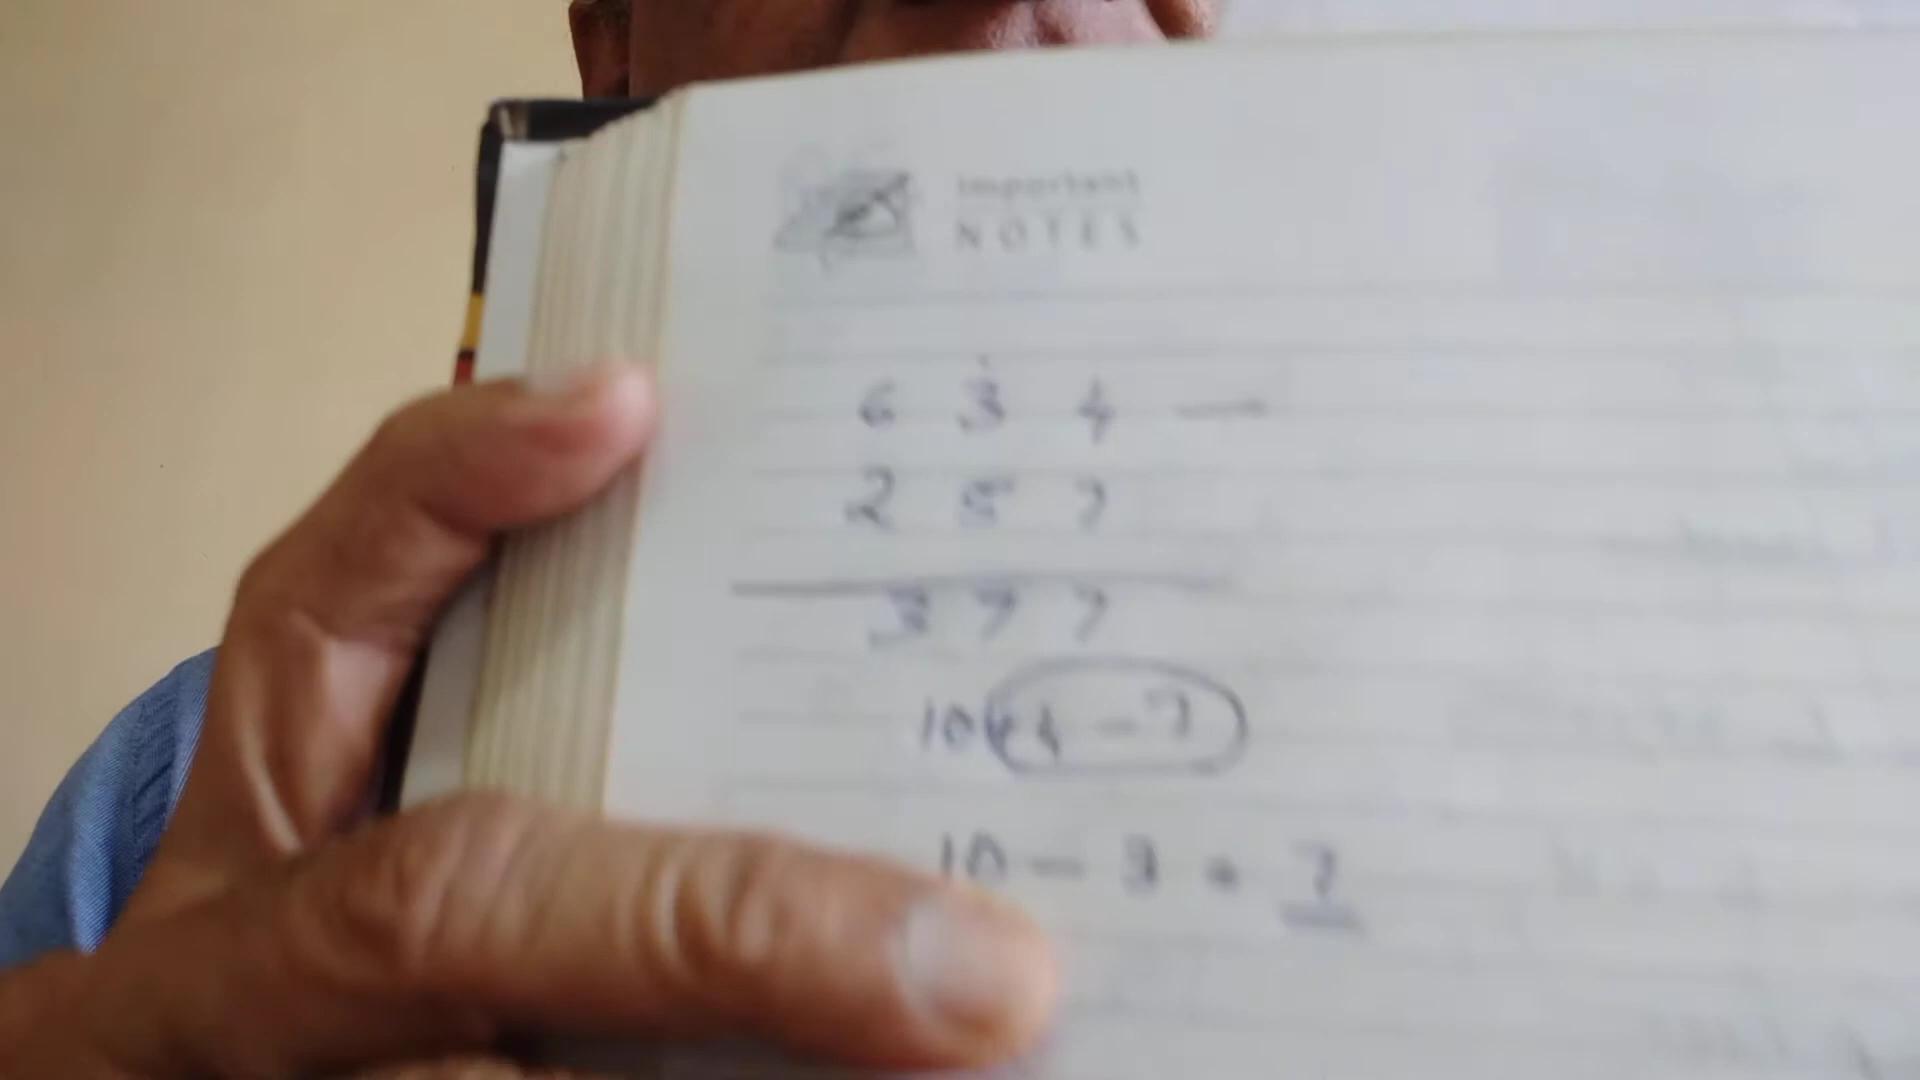 Important
NOTES
6 3 4 —
2 5 7
3 7 7
10+4-7
10 - 3 = 7